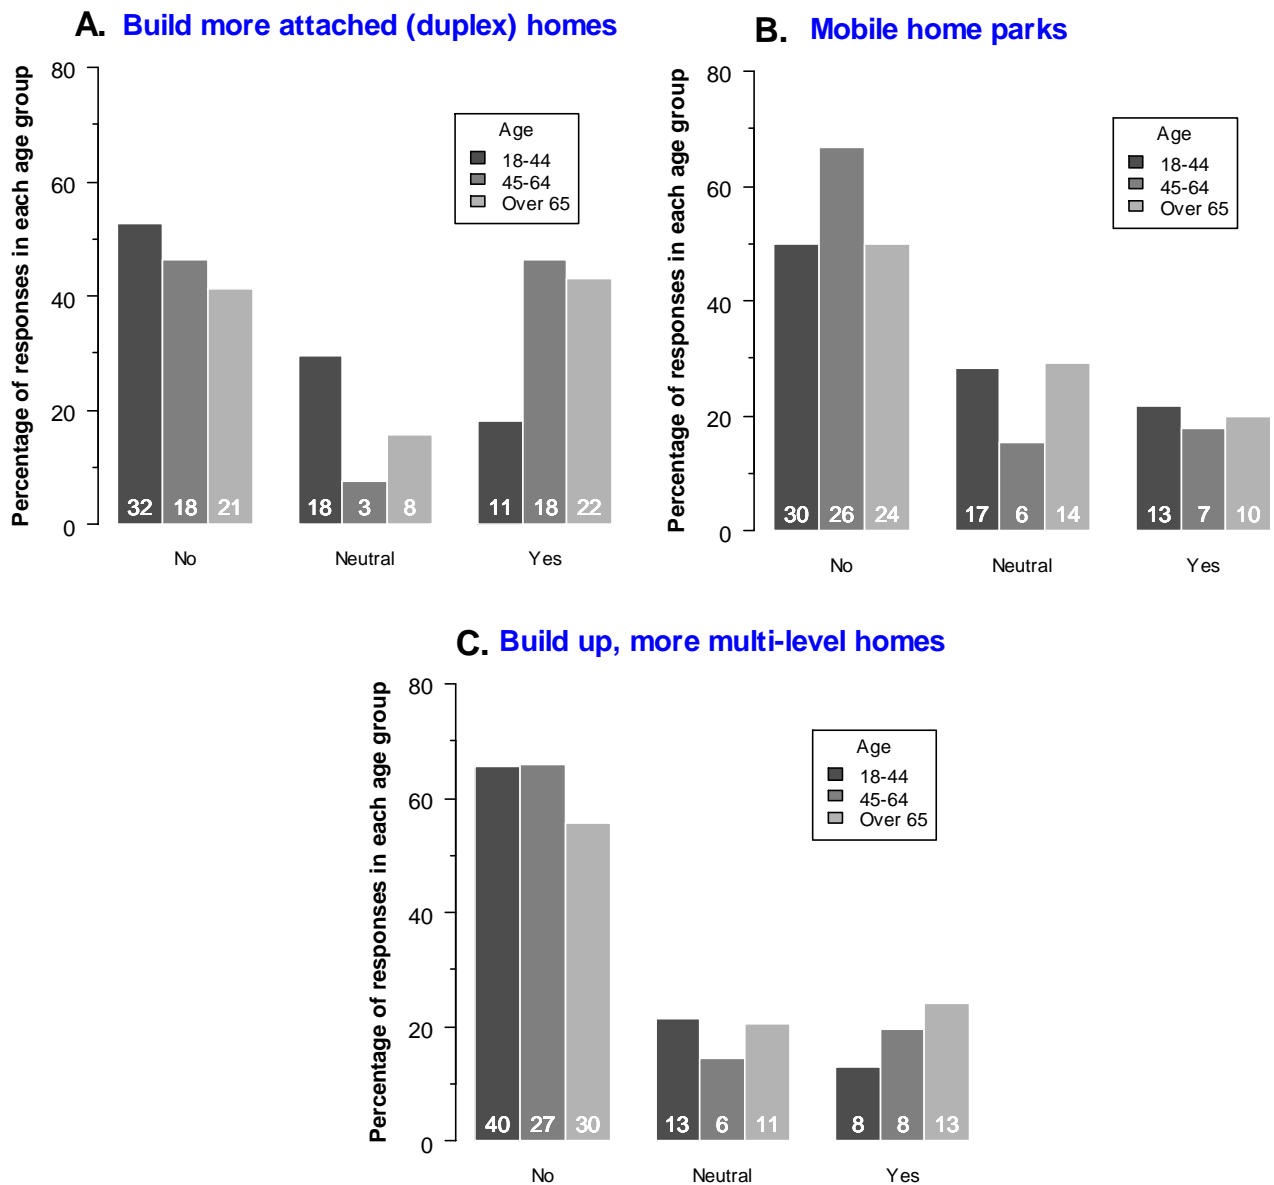 A. Build more attached (duplex) homes
Percentage of responses in each age group
80
60
40
20
0
Age
18-44
45-64
Over 65
32 18 21
18 3 8
11 18 22
No Neutral Yes
B. Mobile home parks
Percentage of responses in each age group
80
60
40
20
0
Age
18-44
45-64
Over 65
30 26 24
17 6 14
13 7 10
No Neutral Yes
C. Build up, more multi-level homes
Percentage of responses in each age group
80
60
40
20
0
Age
18-44
45-64
Over 65
40 27 30
13 6 11
8 8 13
No Neutral Yes